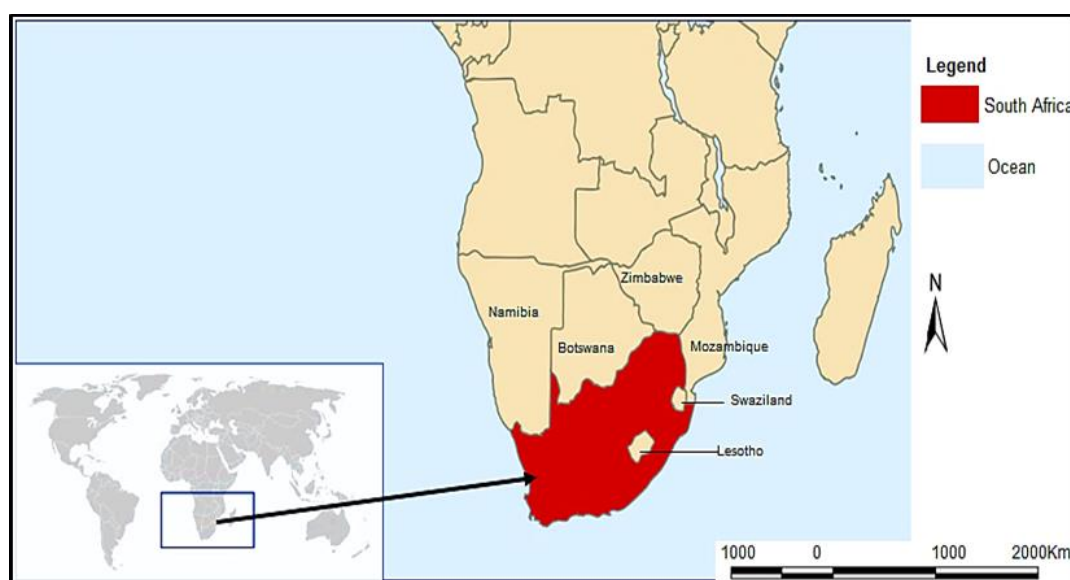 Legend
South Africa
Ocean
N
Zimbabwe
Namibia
Botswana
Mozambique
Swaziland
Lesotho
1000 0 1000 2000Km